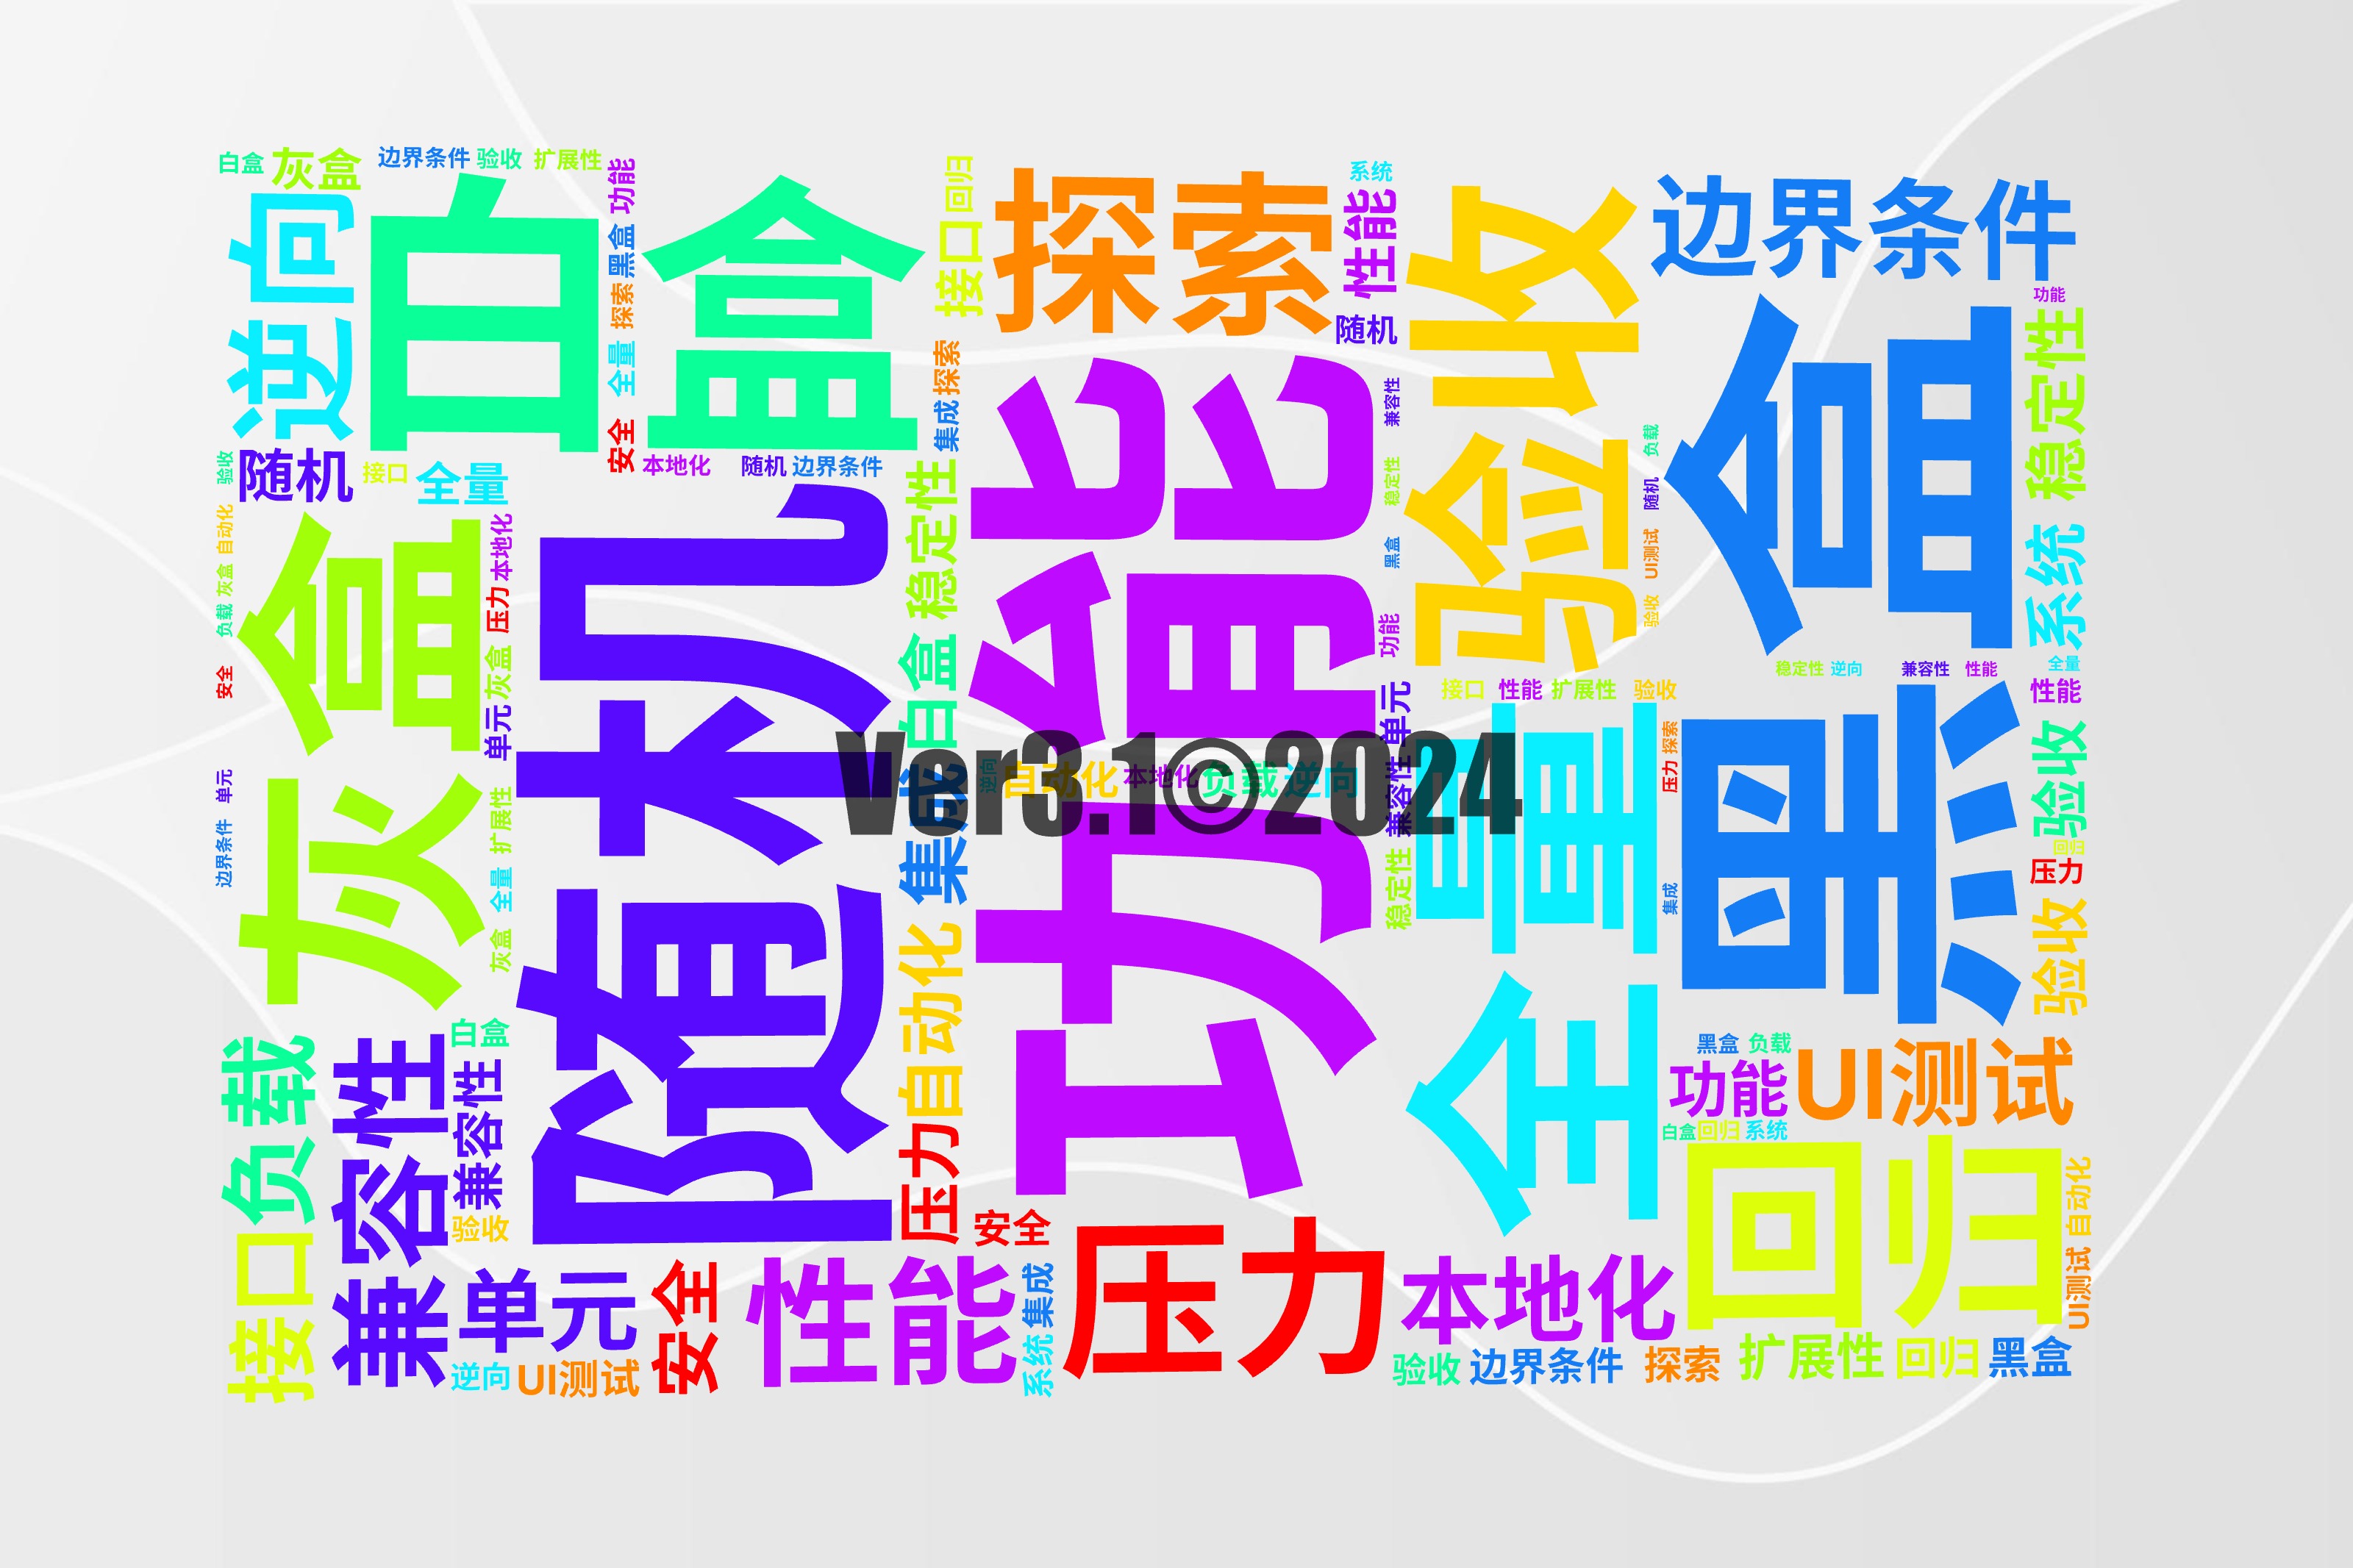 白盒
灰盒
边界条件
验收
扩展性
功能
回归
系统
逆向
白盒
黑盒
接口
探索
性能
验收
边界条件
探索
随机
功能
全量
探索
稳定性
安全
集成
兼容性
负载
黑盒
验收
随机
接口
全量
本地化
随机
边界条件
稳定性
稳定性
随机
自动化
灰盒
本地化
随机
功能
黑盒
UI测试
系统
灰盒
压力
白盒
功能
验收
负载
灰盒
稳定性
逆向
兼容性
性能
全量
安全
单元
单元
接口
性能
扩展性
验收
性能
全量
探索
验收
Ver3.1©2024
单元
集成
逆向
自动化
本地化
负载
逆向
兼容性
压力
边界条件
扩展性
回归
全量
稳定性
集成
压力
灰盒
自动化
验收
负载
白盒
黑盒
负载
兼容性
兼容性
功能
UI测试
压力
白盒
回归
系统
验收
安全
回归
自动化
接口
单元
安全
性能
集成
压力
本地化
UI测试
系统
逆向
UI测试
验收
边界条件
探索
扩展性
回归
黑盒